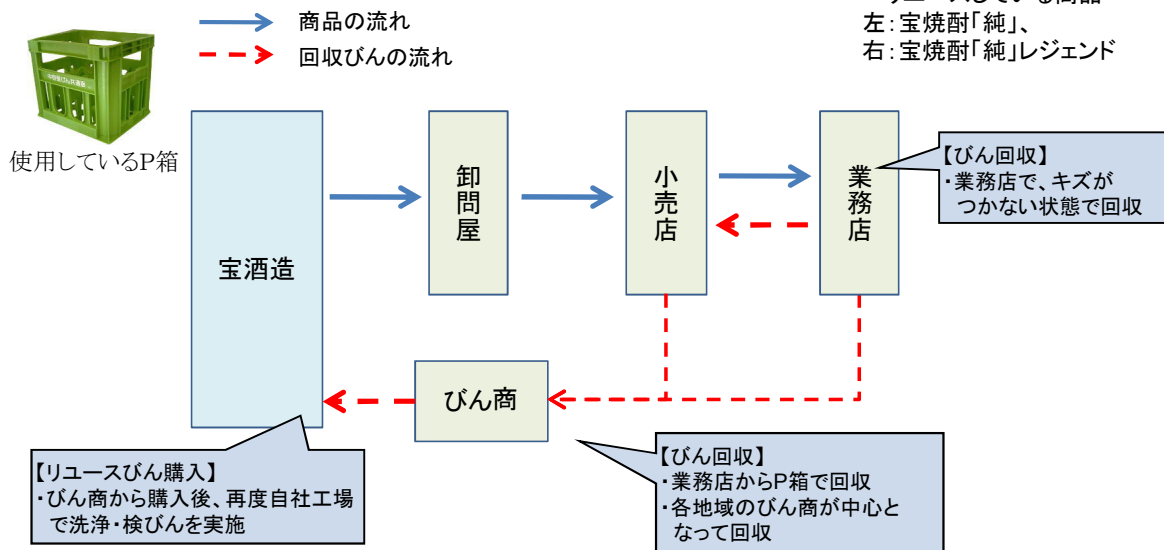 商品の流れ
回収びんの流れ
左:宝焼酎「純」、
右:宝焼酎「純」レジェンド
使用しているP箱
宝酒造
卸問屋
小売店
業務店
【びん回収】
・業務店で、キズが
つかない状態で回収
びん商
【リユースびん購入】
・びん商から購入後、再度自社工場
で洗浄・検びんを実施
【びん回収】
・業務店からP箱で回収
・各地域のびん商が中心と
なって回収